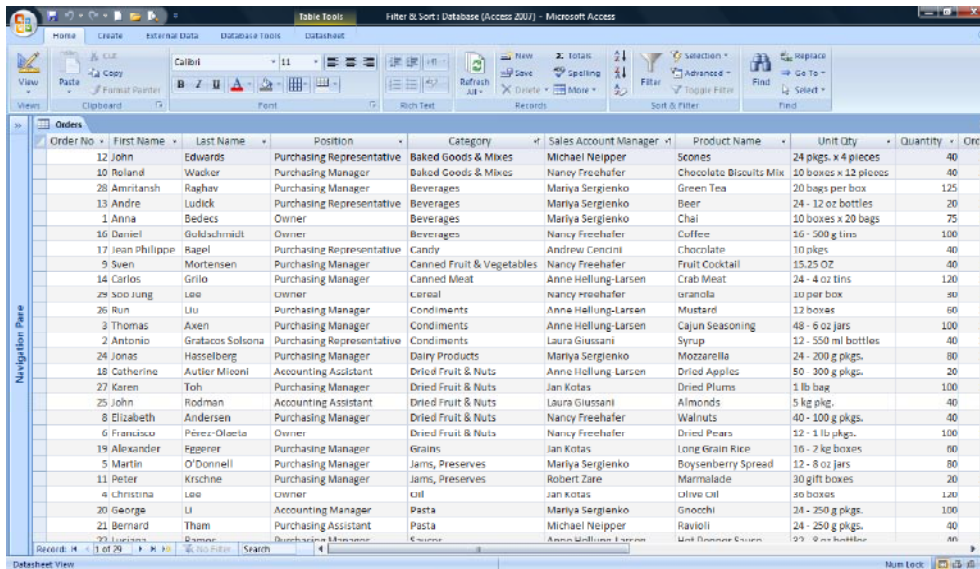 Table Tools Filter & Sort : Database (Access 2007) - Microsoft Access
Home Create External Data Database Tools Datasheet
View Paste Cut Copy Format Painter Calibri 11 B I U Refresh All New Save Delete Totals Spelling More Filter Selection Advanced Toggle Filter Find Replace Go To Select
Views Clipboard Font Rich Text Records Sort & Filter Find
Orders
Order No First Name Last Name Position Category Sales Account Manager Product Name Unit Qty Quantity Orc
12 John Edwards Purchasing Representative Baked Goods & Mixes Michael Neipper Scones 24 pkgs. x 4 pieces 40
10 Roland Wacker Purchasing Manager Baked Goods & Mixes Nancy Freehafer Chocolate Biscuits Mix 10 boxes x 12 pieces 40
28 Amritansh Raghav Purchasing Manager Beverages Mariya Sergienko Green Tea 20 bags per box 125
13 Andre Ludick Purchasing Representative Beverages Mariya Sergienko Beer 24 - 12 oz bottles 20
1 Anna Bedecs Owner Beverages Mariya Sergienko Chai 10 boxes x 20 bags 75
16 Daniel Goldschmidt Owner Beverages Nancy Freehafer Coffee 16 - 500 g tins 100
17 Jean Philippe Bagel Purchasing Representative Candy Andrew Cencini Chocolate 10 pkgs 40
9 Sven Mortensen Purchasing Manager Canned Fruit & Vegetables Nancy Freehafer Fruit Cocktail 15.25 OZ 40
14 Carlos Grilo Purchasing Manager Canned Meat Anne Hellung-Larsen Crab Meat 24 - 4 oz tins 120
29 Soo Jung Lee Owner Cereal Nancy Freehafer Granola 10 per box 30
26 Run Liu Purchasing Manager Condiments Anne Hellung-Larsen Mustard 12 boxes 60
3 Thomas Axen Purchasing Manager Condiments Anne Hellung-Larsen Cajun Seasoning 48 - 6 oz jars 100
2 Antonio Gratacos Solsona Purchasing Representative Condiments Laura Giussani Syrup 12 - 550 ml bottles 40
24 Jonas Hasselberg Purchasing Manager Dairy Products Mariya Sergienko Mozzarella 24 - 200 g pkgs. 80
18 Catherine Autier Miconi Accounting Assistant Dried Fruit & Nuts Anne Hellung-Larsen Dried Apples 50 - 300 g pkgs. 20
27 Karen Toh Purchasing Manager Dried Fruit & Nuts Jan Kotas Dried Plums 1 lb bag 100
25 John Rodman Accounting Assistant Dried Fruit & Nuts Laura Giussani Almonds 5 kg pkg. 40
8 Elizabeth Andersen Purchasing Manager Dried Fruit & Nuts Nancy Freehafer Walnuts 40 - 100 g pkgs. 40
6 Francisco Pérez-Olaeta Owner Dried Fruit & Nuts Nancy Freehafer Dried Pears 12 - 1 lb pkgs. 100
19 Alexander Eggerer Purchasing Manager Grains Jan Kotas Long Grain Rice 16 - 2 kg boxes 60
5 Martin O'Donnell Purchasing Manager Jams, Preserves Mariya Sergienko Boysenberry Spread 12 - 8 oz jars 80
11 Peter Krschne Purchasing Manager Jams, Preserves Robert Zare Marmalade 30 gift boxes 20
4 Christina Lee Owner Oil Jan Kotas Olive Oil 36 boxes 120
20 George Li Accounting Manager Pasta Mariya Sergienko Gnocchi 24 - 250 g pkgs. 100
21 Bernard Tham Purchasing Assistant Pasta Michael Neipper Ravioli 24 - 250 g pkgs. 40
22 Luciana Ramos Purchasing Manager Sauces Anne Hellung-Larsen Hot Pepper Sauce 32 - 8 oz bottles 40
Navigation Pane
Record: 1 of 29 No Filter Search
Datasheet View Num Lock